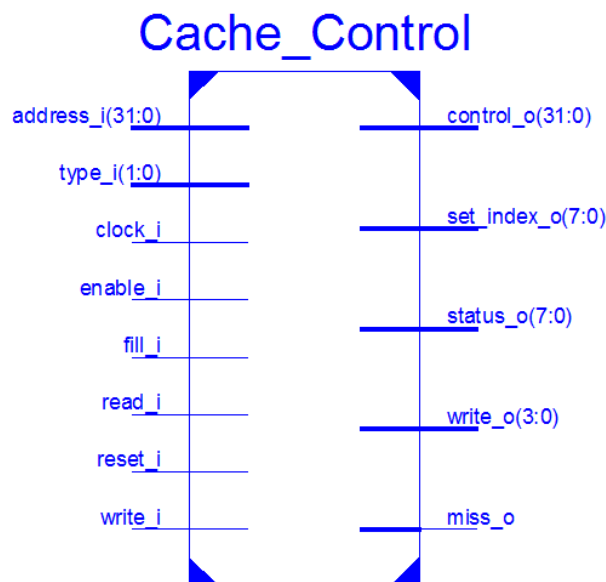 Cache_Control
address_i(31:0)
control_o(31:0)
type_i(1:0)
set_index_o(7:0)
clock_i
enable_i
status_o(7:0)
fill_i
read_i
write_o(3:0)
reset_i
write_i
miss_o